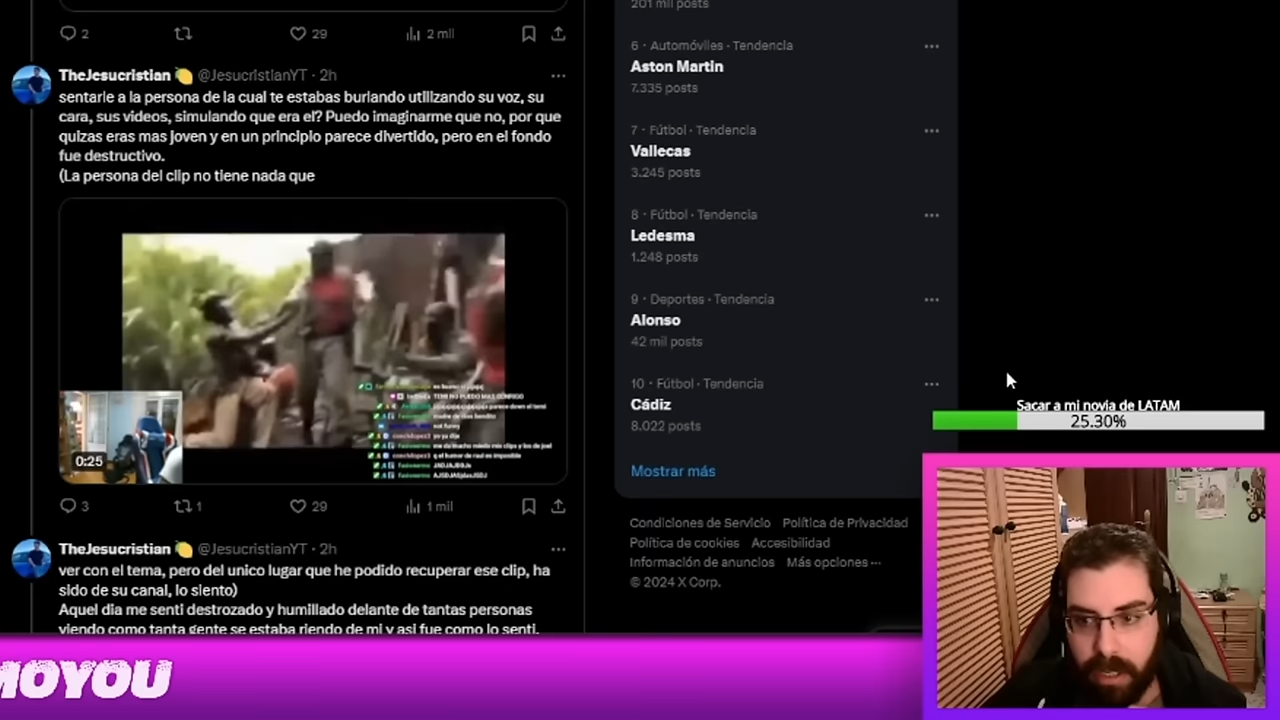 2
29
2 mil
TheJesucristian 🍋 @JesucristianYT · 2h
sentarle a la persona de la cual te estabas burlando utilizando su voz, su
cara, sus videos, simulando que era el? Puedo imaginarme que no, por que
quizas eras mas joven y en un principio parece divertido, pero en el fondo
fue destructivo.
(La persona del clip no tiene nada que
0:25
3
1
29
1 mil
TheJesucristian 🍋 @JesucristianYT · 2h
ver con el tema, pero del unico lugar que he podido recuperar ese clip, ha
sido de su canal, lo siento)
Aquel dia me senti destrozado y humillado delante de tantas personas
viendo como tanta gente se estaba riendo de mi y asi fue como lo senti.
201 mil posts
6 · Automóviles · Tendencia
Aston Martin
7.335 posts
7 · Fútbol · Tendencia
Vallecas
3.245 posts
8 · Fútbol · Tendencia
Ledesma
1.248 posts
9 · Deportes · Tendencia
Alonso
42 mil posts
10 · Fútbol · Tendencia
Cádiz
8.022 posts
Mostrar más
Condiciones de Servicio Política de Privacidad
Política de cookies Accesibilidad
Información de anuncios Más opciones ···
© 2024 X Corp.
Sacar a mi novia de LATAM
25.30%
MOYOU